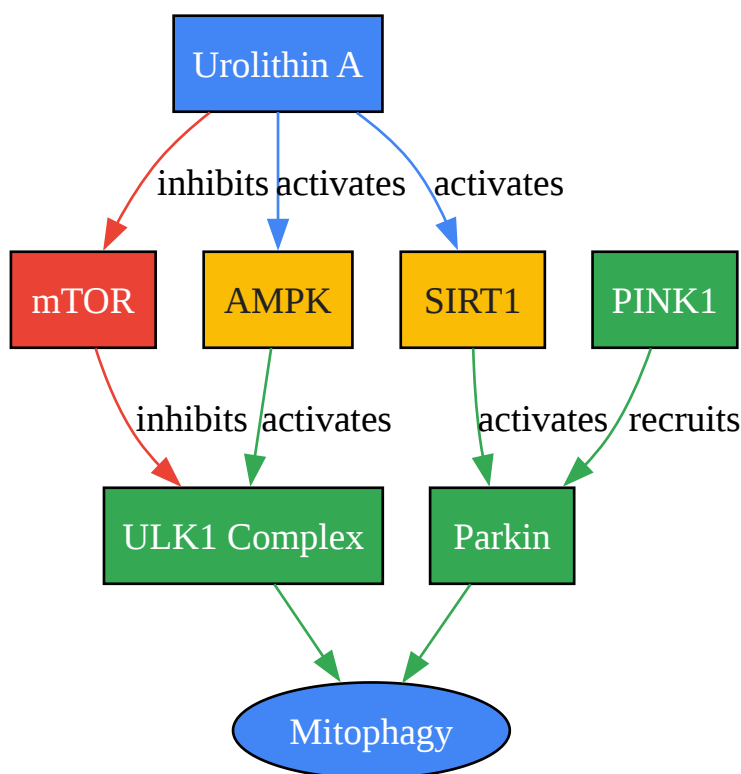 Urolithin A
inhibits activates activates
mTOR AMPK SIRT1 PINK1
inhibits activates activates recruits
ULK1 Complex Parkin
Mitophagy